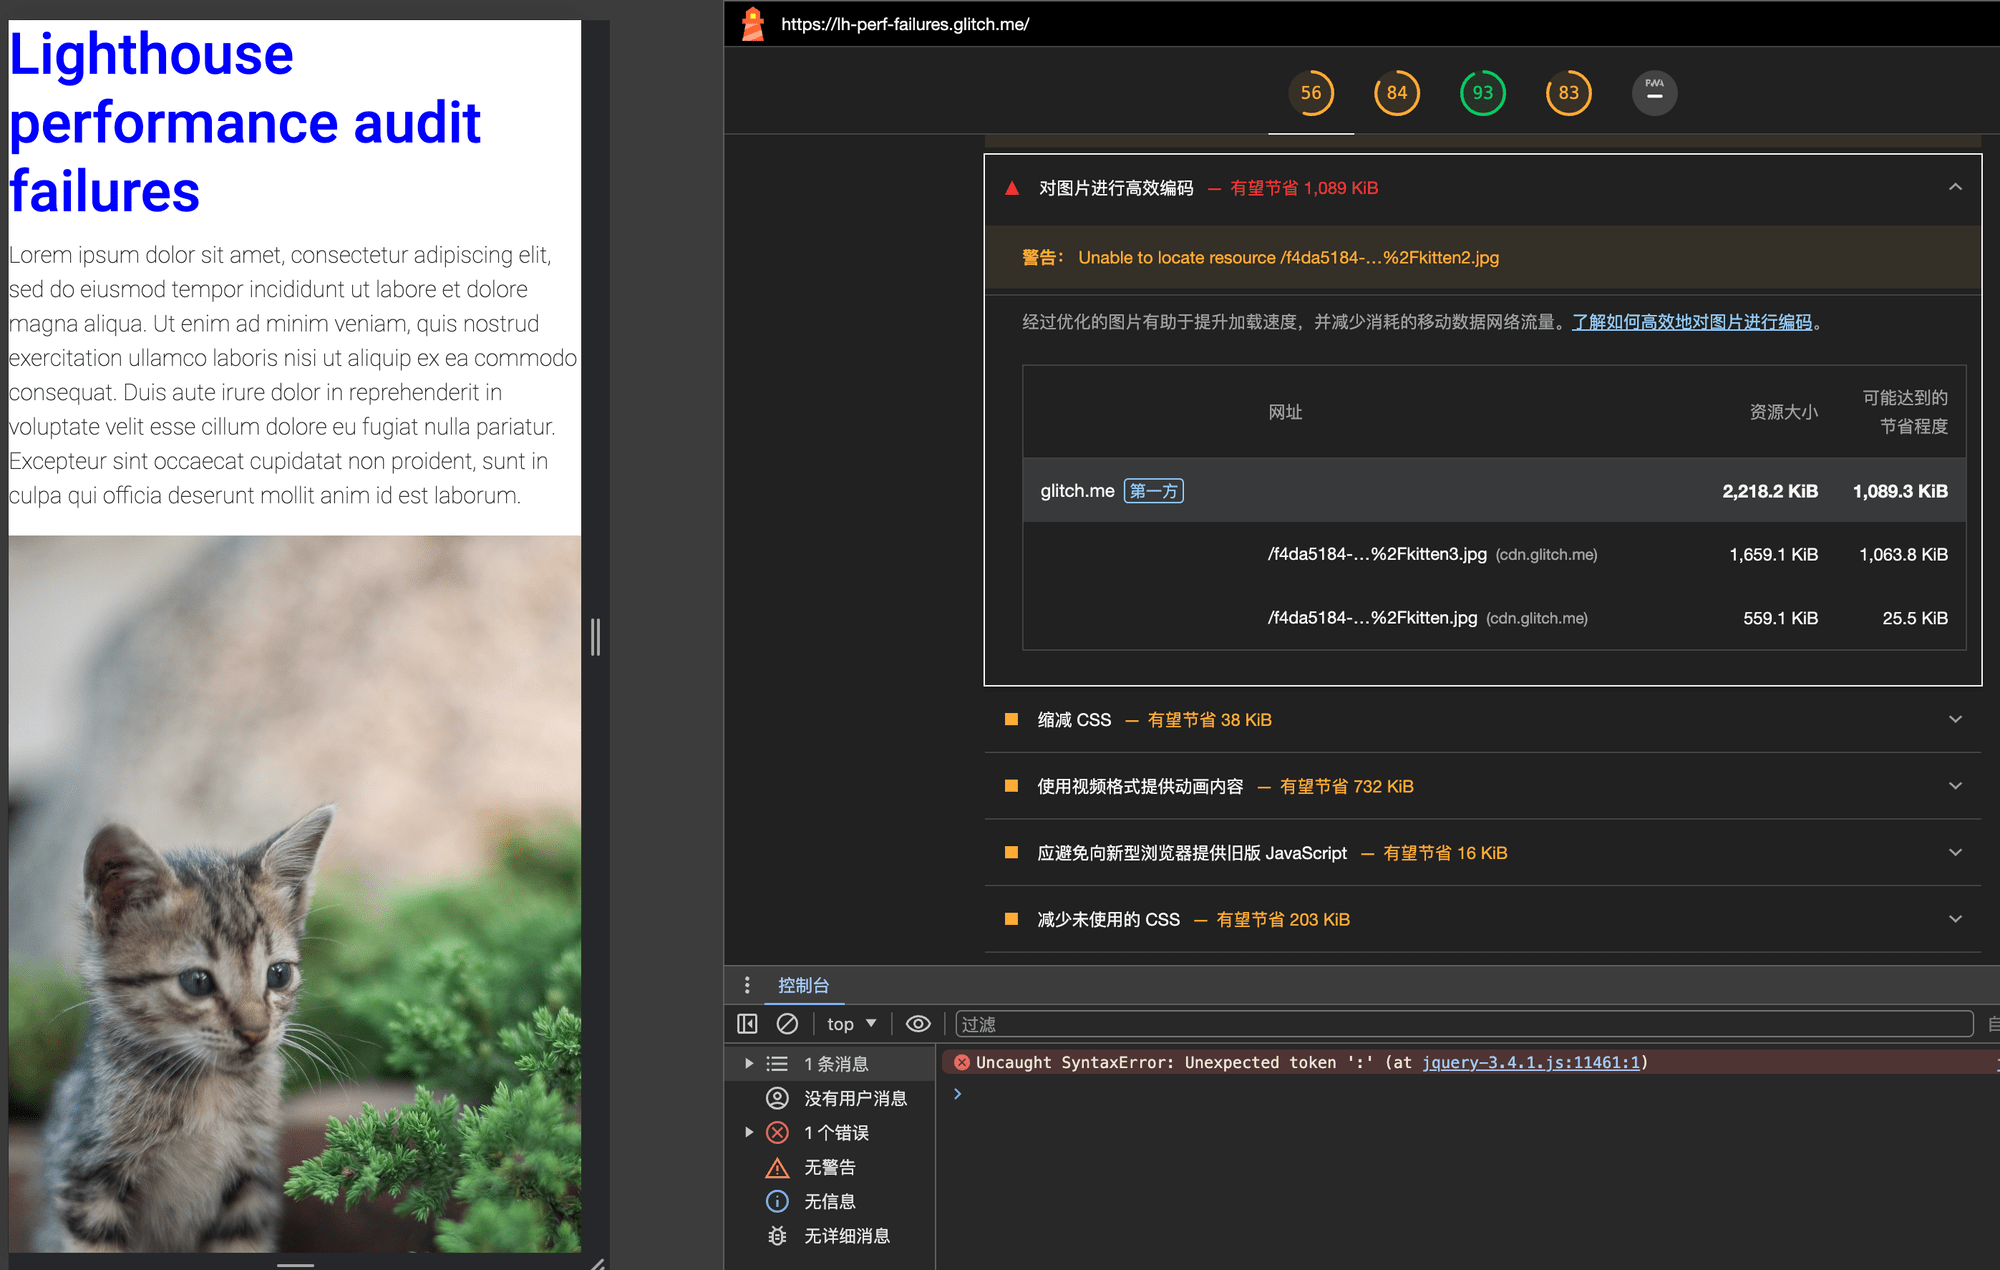 Lighthouse
performance audit
failures
Lorem ipsum dolor sit amet, consectetur adipiscing elit,
sed do eiusmod tempor incididunt ut labore et dolore
magna aliqua. Ut enim ad minim veniam, quis nostrud
exercitation ullamco laboris nisi ut aliquip ex ea commodo
consequat. Duis aute irure dolor in reprehenderit in
voluptate velit esse cillum dolore eu fugiat nulla pariatur.
Excepteur sint occaecat cupidatat non proident, sunt in
culpa qui officia deserunt mollit anim id est laborum.
https://lh-perf-failures.glitch.me/
56 84 93 83 PWA
对图片进行高效编码 — 有望节省 1,089 KiB
警告： Unable to locate resource /f4da5184-…%2Fkitten2.jpg
经过优化的图片有助于提升加载速度，并减少消耗的移动数据网络流量。了解如何高效地对图片进行编码。
网址 资源大小 可能达到的
节省程度
glitch.me 第一方 2,218.2 KiB 1,089.3 KiB
/f4da5184-…%2Fkitten3.jpg (cdn.glitch.me) 1,659.1 KiB 1,063.8 KiB
/f4da5184-…%2Fkitten.jpg (cdn.glitch.me) 559.1 KiB 25.5 KiB
缩减 CSS — 有望节省 38 KiB
使用视频格式提供动画内容 — 有望节省 732 KiB
应避免向新型浏览器提供旧版 JavaScript — 有望节省 16 KiB
减少未使用的 CSS — 有望节省 203 KiB
控制台
top 过滤
1 条消息
没有用户消息
1 个错误
无警告
无信息
无详细消息
Uncaught SyntaxError: Unexpected token ':' (at jquery-3.4.1.js:11461:1)